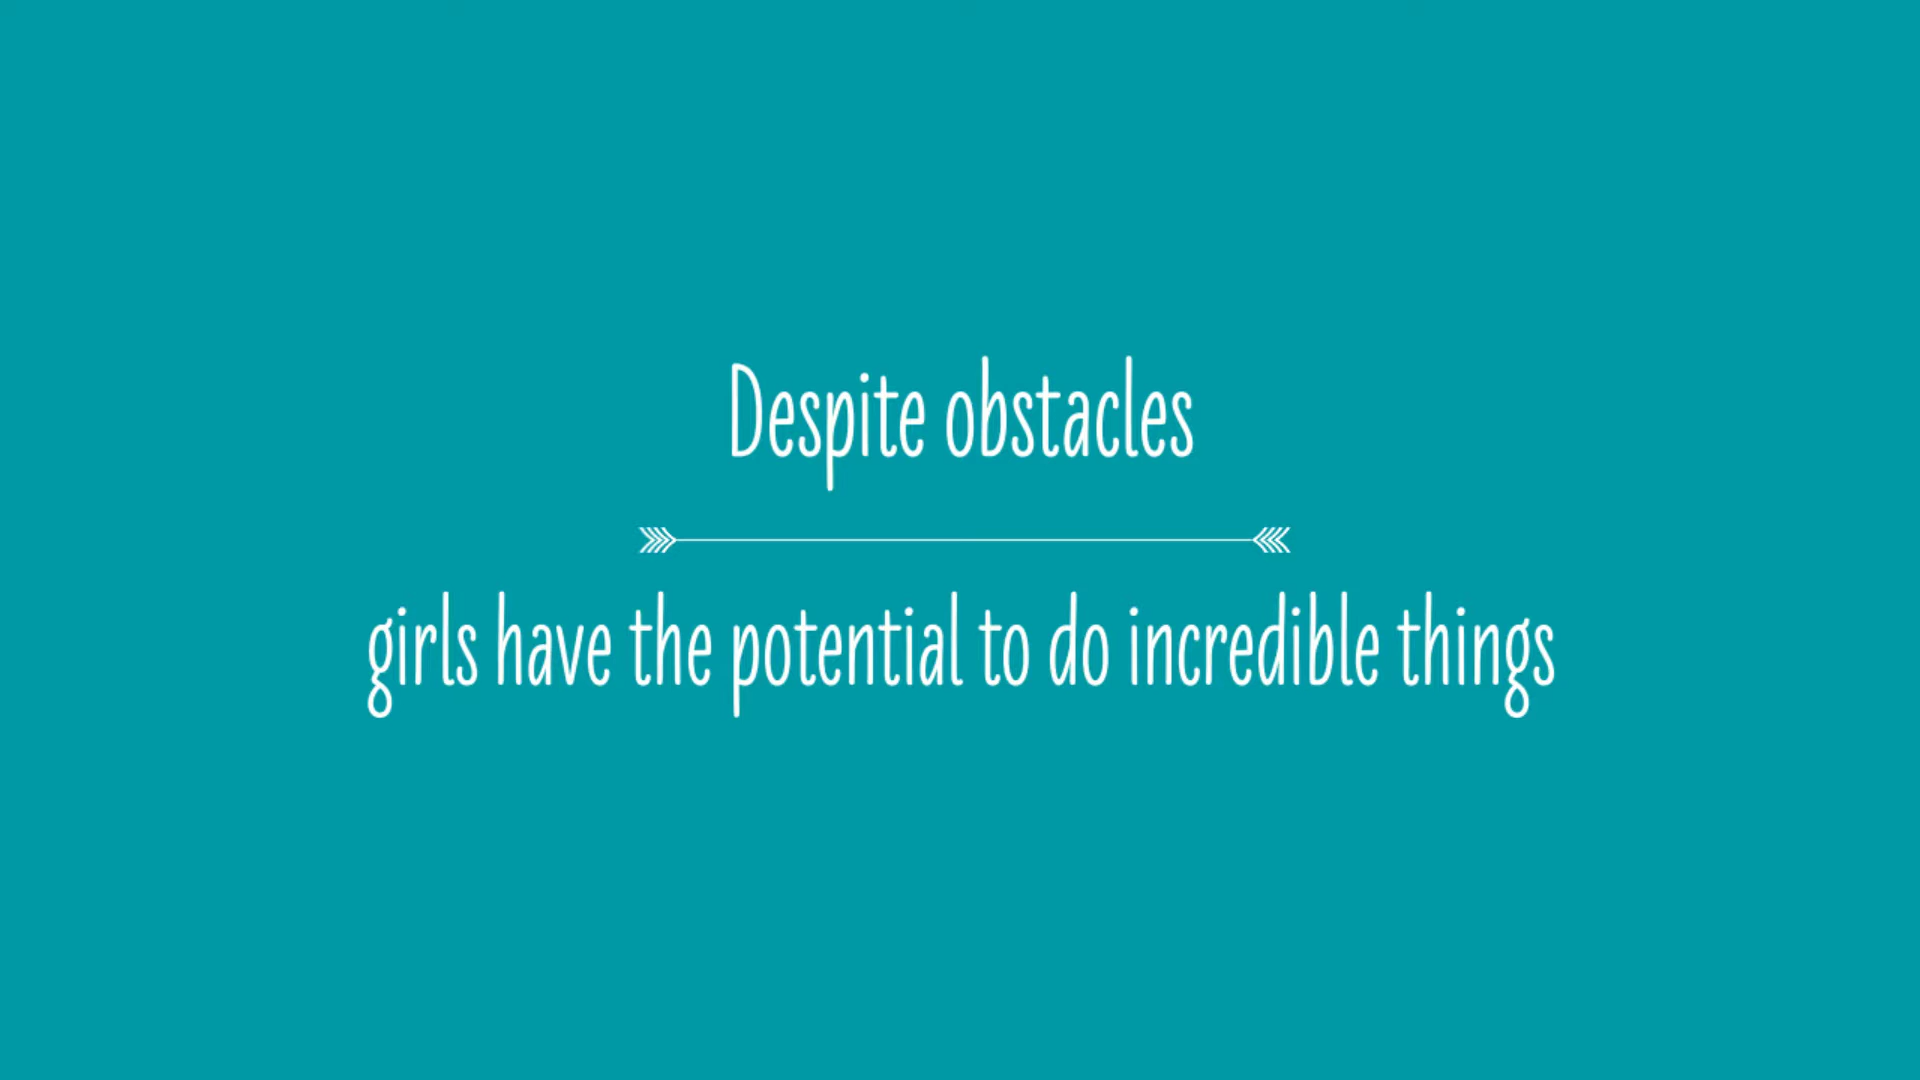 Despite obstacles
girls have the potential to do incredible things